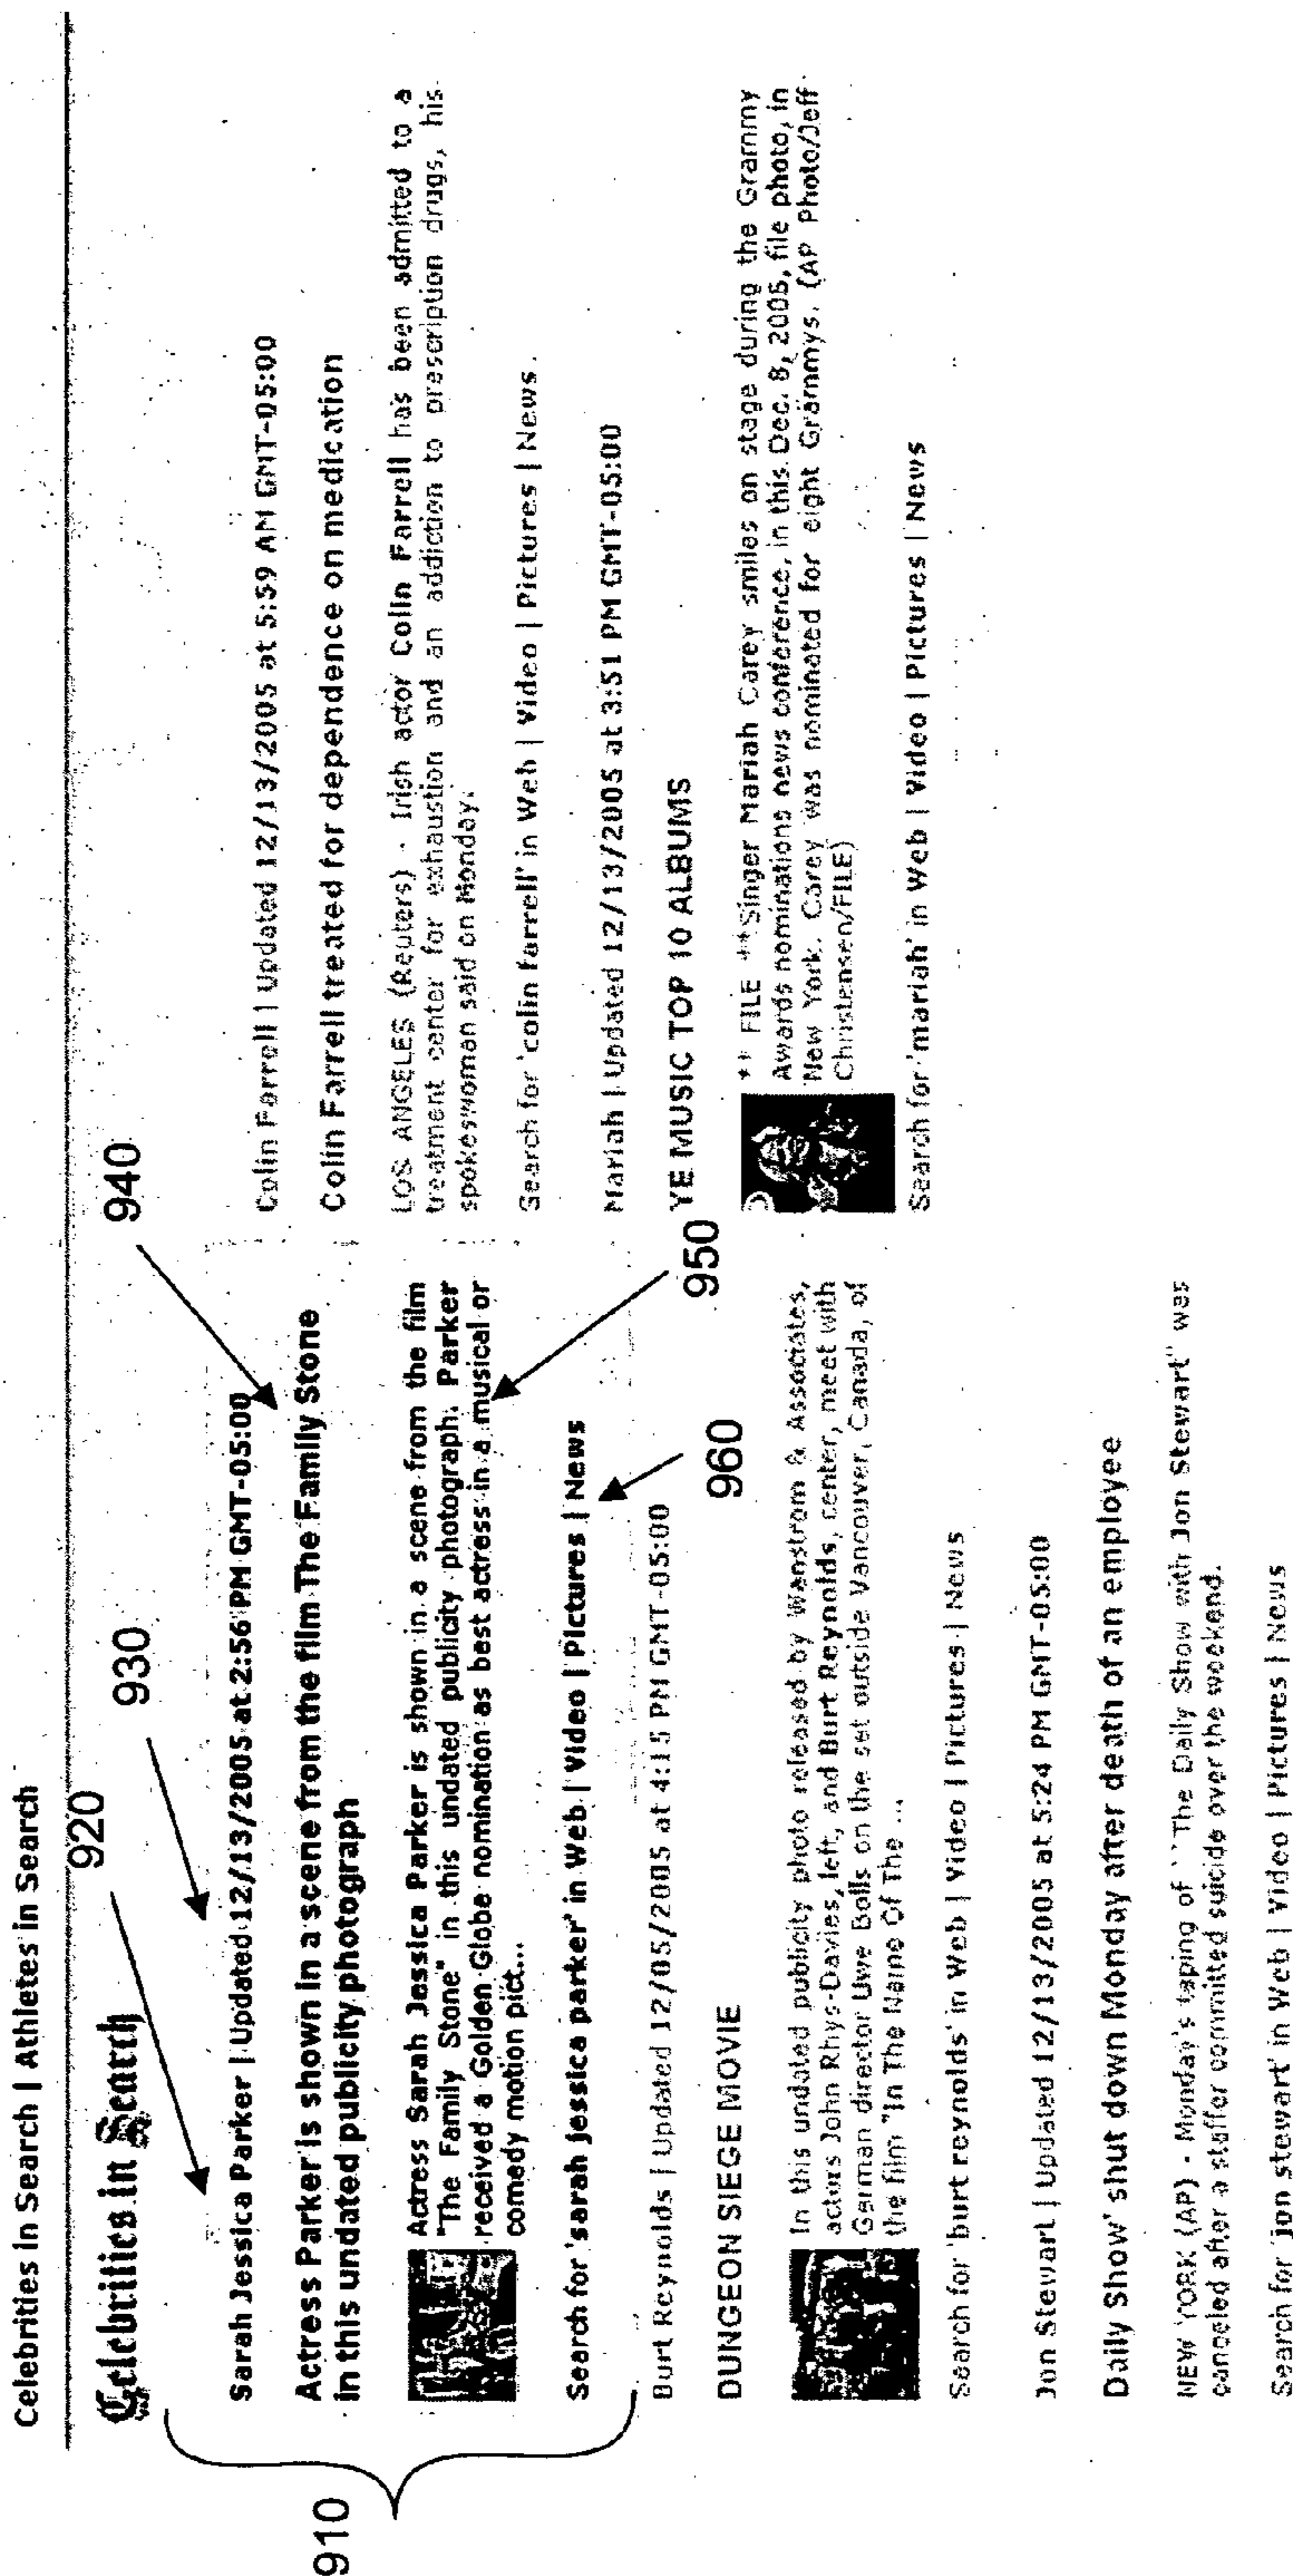 Celebrities in Search | Athletes in Search
920
930
940
Celebrities in Search
910
Sarah Jessica Parker | Updated 12/13/2005 at 2:56 PM GMT-05:00
Actress Parker is shown in a scene from the film The Family Stone
in this undated publicity photograph
Actress Sarah Jessica Parker is shown in a scene from the film
"The Family Stone" in this undated publicity photograph. Parker
received a Golden Globe nomination as best actress in a musical or
comedy motion pict...
Search for 'sarah jessica parker' in Web | Video | Pictures | News
950
960
Burt Reynolds | Updated 12/05/2005 at 4:15 PM GMT-05:00
DUNGEON SIEGE MOVIE
In this undated publicity photo released by Wanstrom & Associates,
actors John Rhys-Davies, left, and Burt Reynolds, center, meet with
German director Uwe Bolls on the set outside Vancouver, Canada, of
the film "In The Name Of The ...
Search for 'burt reynolds' in Web | Video | Pictures | News
Jon Stewart | Updated 12/13/2005 at 5:24 PM GMT-05:00
Daily Show' shut down Monday after death of an employee
NEW YORK (AP) - Monday's taping of ``The Daily Show with Jon Stewart'' was
canceled after a staffer committed suicide over the weekend.
Search for 'jon stewart' in Web | Video | Pictures | News
Colin Farrell | Updated 12/13/2005 at 5:59 AM GMT-05:00
Colin Farrell treated for dependence on medication
LOS ANGELES (Reuters) - Irish actor Colin Farrell has been admitted to a
treatment center for exhaustion and an addiction to prescription drugs, his
spokeswoman said on Monday.
Search for 'colin farrell' in Web | Video | Pictures | News
Mariah | Updated 12/13/2005 at 3:51 PM GMT-05:00
YE MUSIC TOP 10 ALBUMS
** FILE **Singer Mariah Carey smiles on stage during the Grammy
Awards nominations news conference, in this Dec. 8, 2005, file photo, in
New York. Carey was nominated for eight Grammys. (AP Photo/Jeff
Christensen/FILE)
Search for 'mariah' in Web | Video | Pictures | News